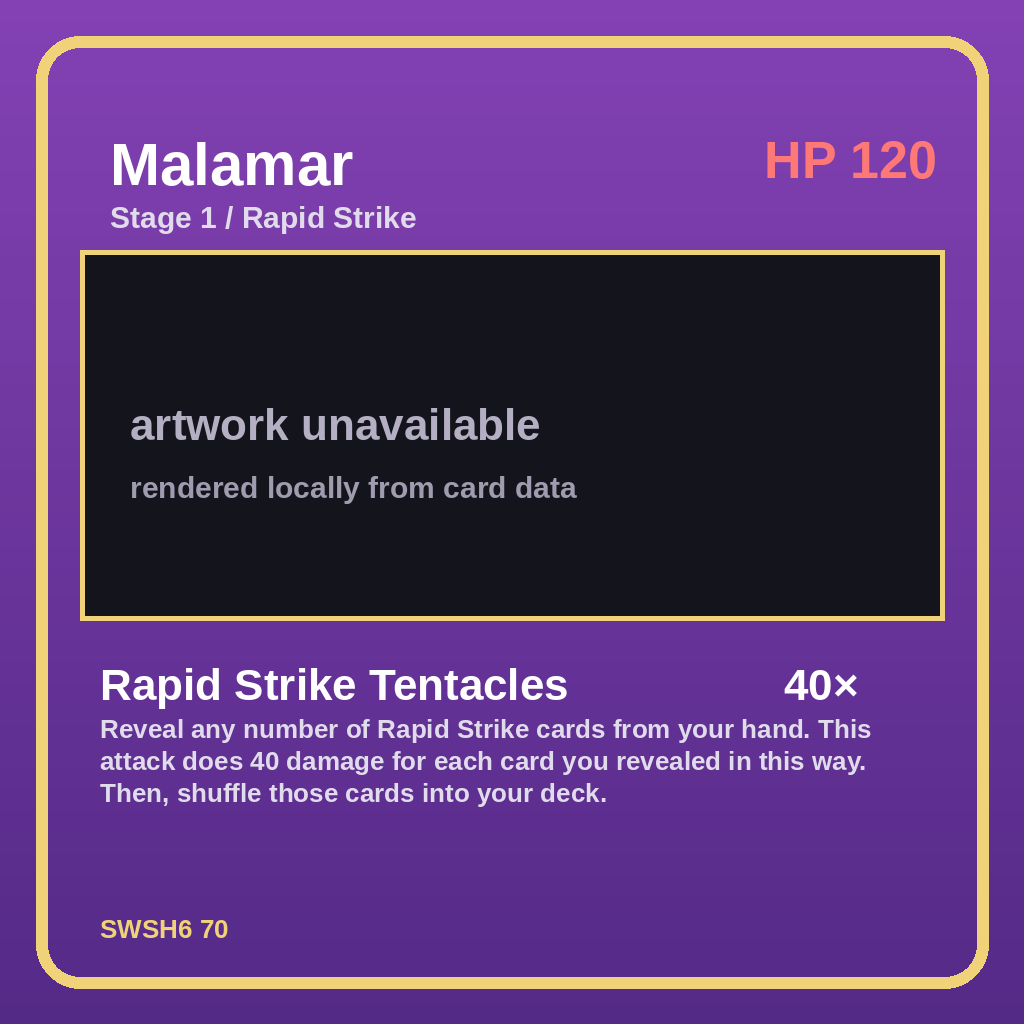 Malamar
HP 120
Stage 1 / Rapid Strike
artwork unavailable
rendered locally from card data
Rapid Strike Tentacles
40×
Reveal any number of Rapid Strike cards from your hand. This
attack does 40 damage for each card you revealed in this way.
Then, shuffle those cards into your deck.
SWSH6 70